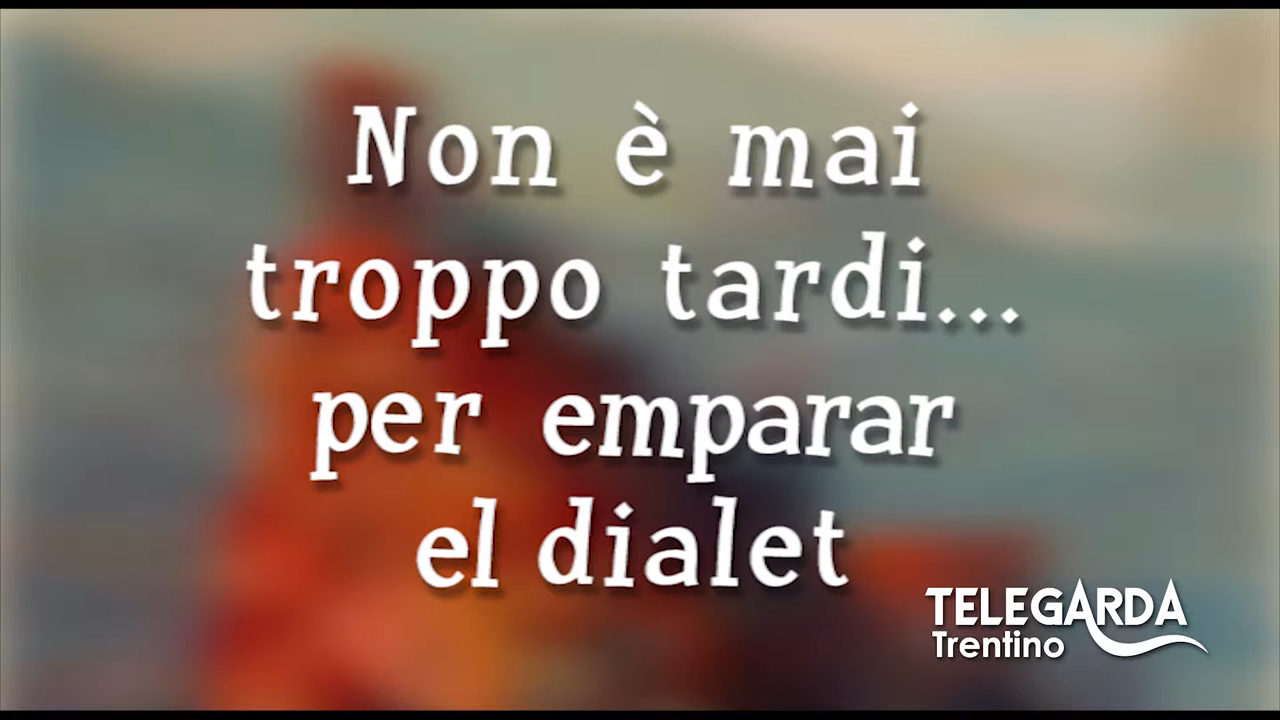 Non è mai
troppo tardi...
per emparar
el dialet
TELEGARDA
Trentino